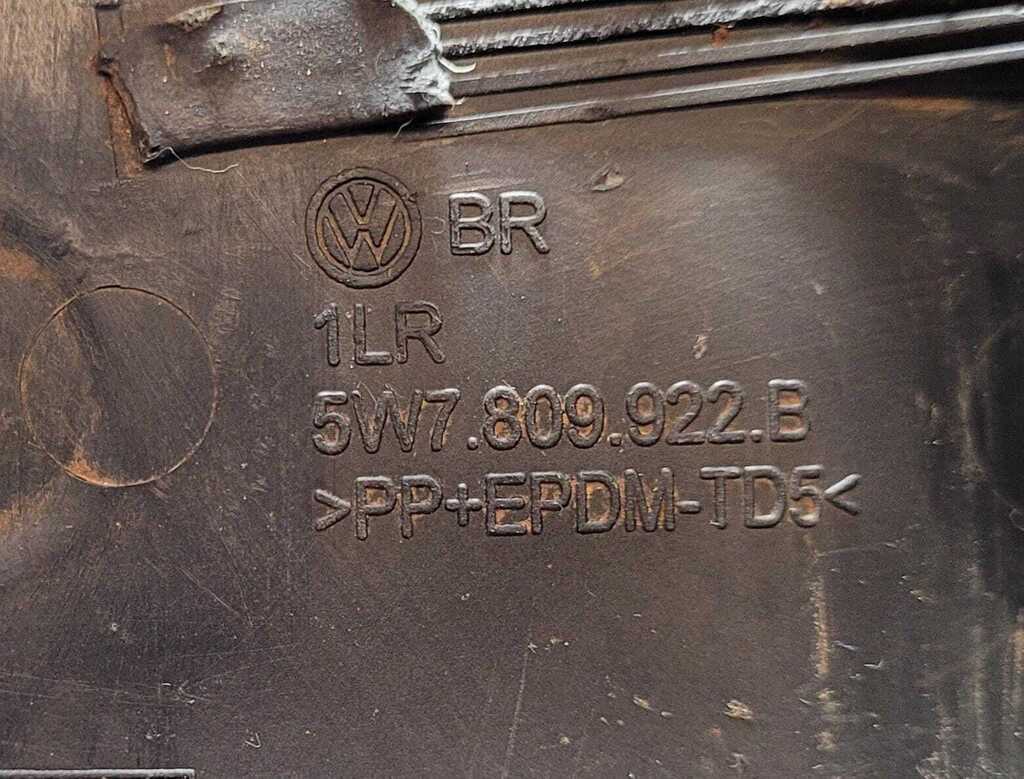 BR
1LR
5W7.809.922.B
>PP+EPDM-TD5<